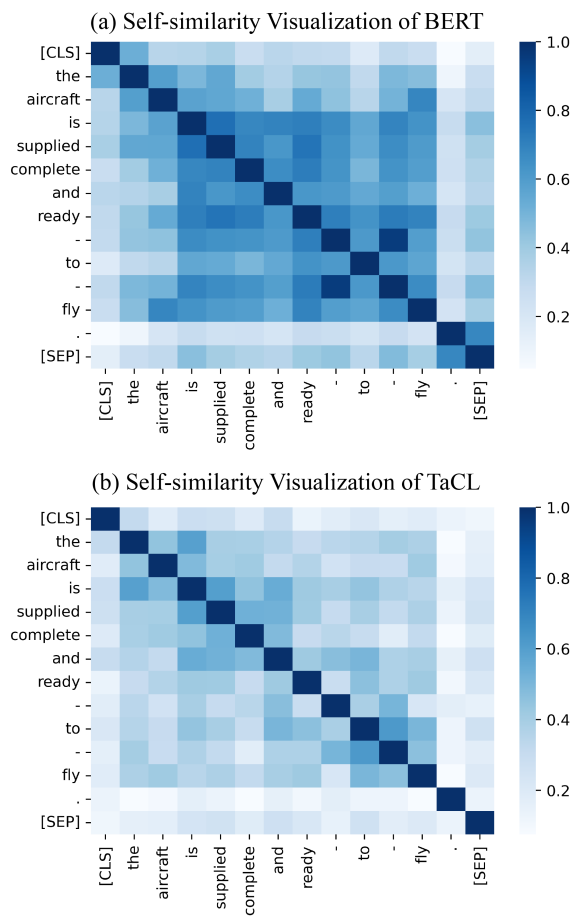 (a) Self-similarity Visualization of BERT
[CLS]
the
aircraft
is
supplied
complete
and
ready
-
to
-
fly
.
[SEP]
[CLS] the aircraft is supplied complete and ready - to - fly . [SEP]
1.0
0.8
0.6
0.4
0.2
(b) Self-similarity Visualization of TaCL
[CLS]
the
aircraft
is
supplied
complete
and
ready
-
to
-
fly
.
[SEP]
[CLS] the aircraft is supplied complete and ready - to - fly . [SEP]
1.0
0.8
0.6
0.4
0.2